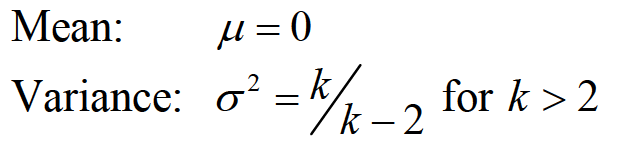 Mean: μ = 0
Variance: σ² = k/k − 2 for k > 2